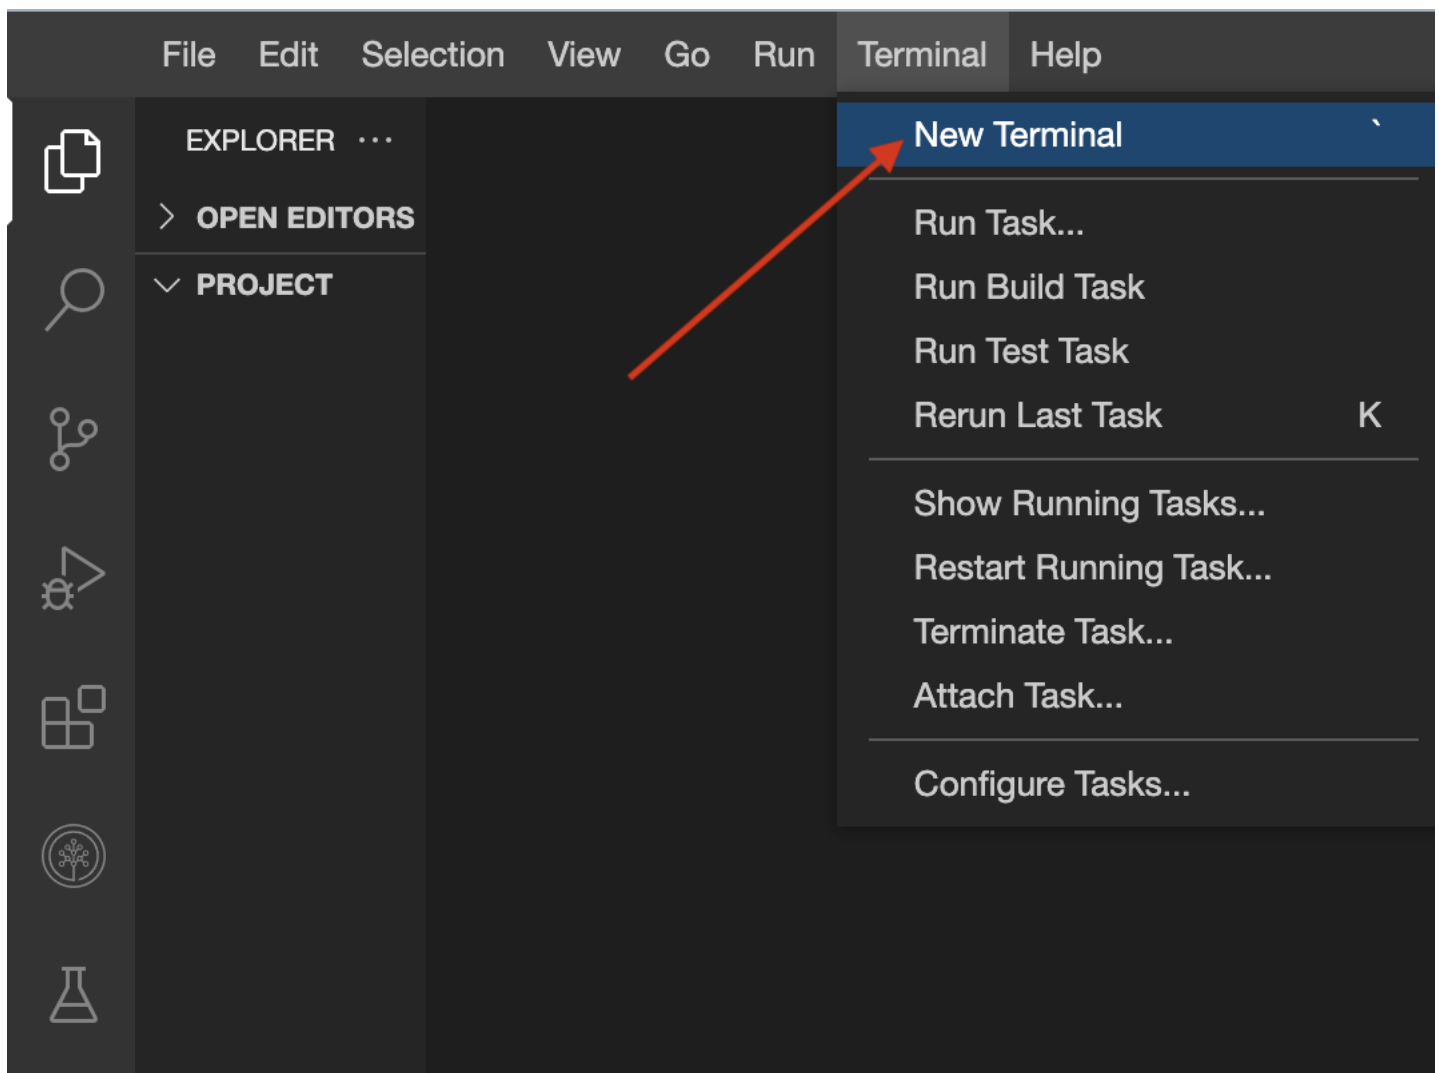 File Edit Selection View Go Run Terminal Help
EXPLORER ...
OPEN EDITORS
PROJECT
New Terminal `
Run Task...
Run Build Task
Run Test Task
Rerun Last Task K
Show Running Tasks...
Restart Running Task...
Terminate Task...
Attach Task...
Configure Tasks...